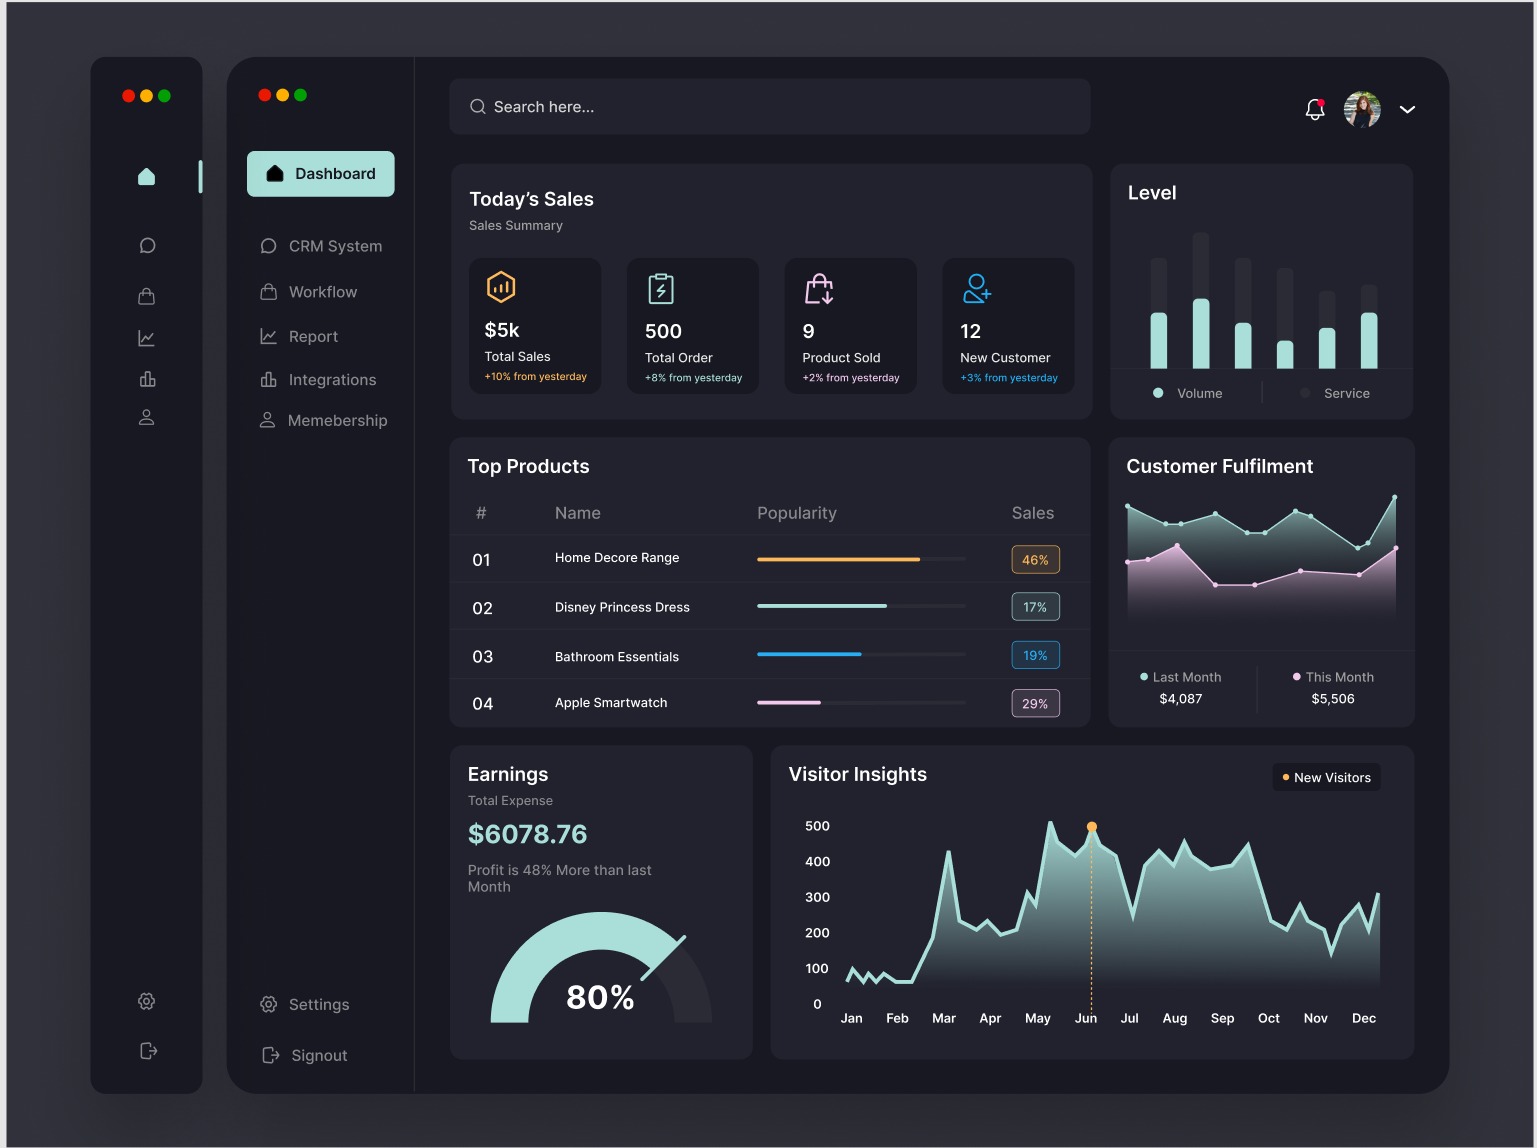 Search here...
Dashboard
CRM System
Workflow
Report
Integrations
Memebership
Settings
Signout
Today's Sales
Sales Summary
$5k
Total Sales
+10% from yesterday
500
Total Order
+8% from yesterday
9
Product Sold
+2% from yesterday
12
New Customer
+3% from yesterday
Level
Volume
Service
Top Products
# Name Popularity Sales
01 Home Decore Range 46%
02 Disney Princess Dress 17%
03 Bathroom Essentials 19%
04 Apple Smartwatch 29%
Customer Fulfilment
Last Month
$4,087
This Month
$5,506
Earnings
Total Expense
$6078.76
Profit is 48% More than last
Month
80%
Visitor Insights
New Visitors
500
400
300
200
100
0
Jan Feb Mar Apr May Jun Jul Aug Sep Oct Nov Dec